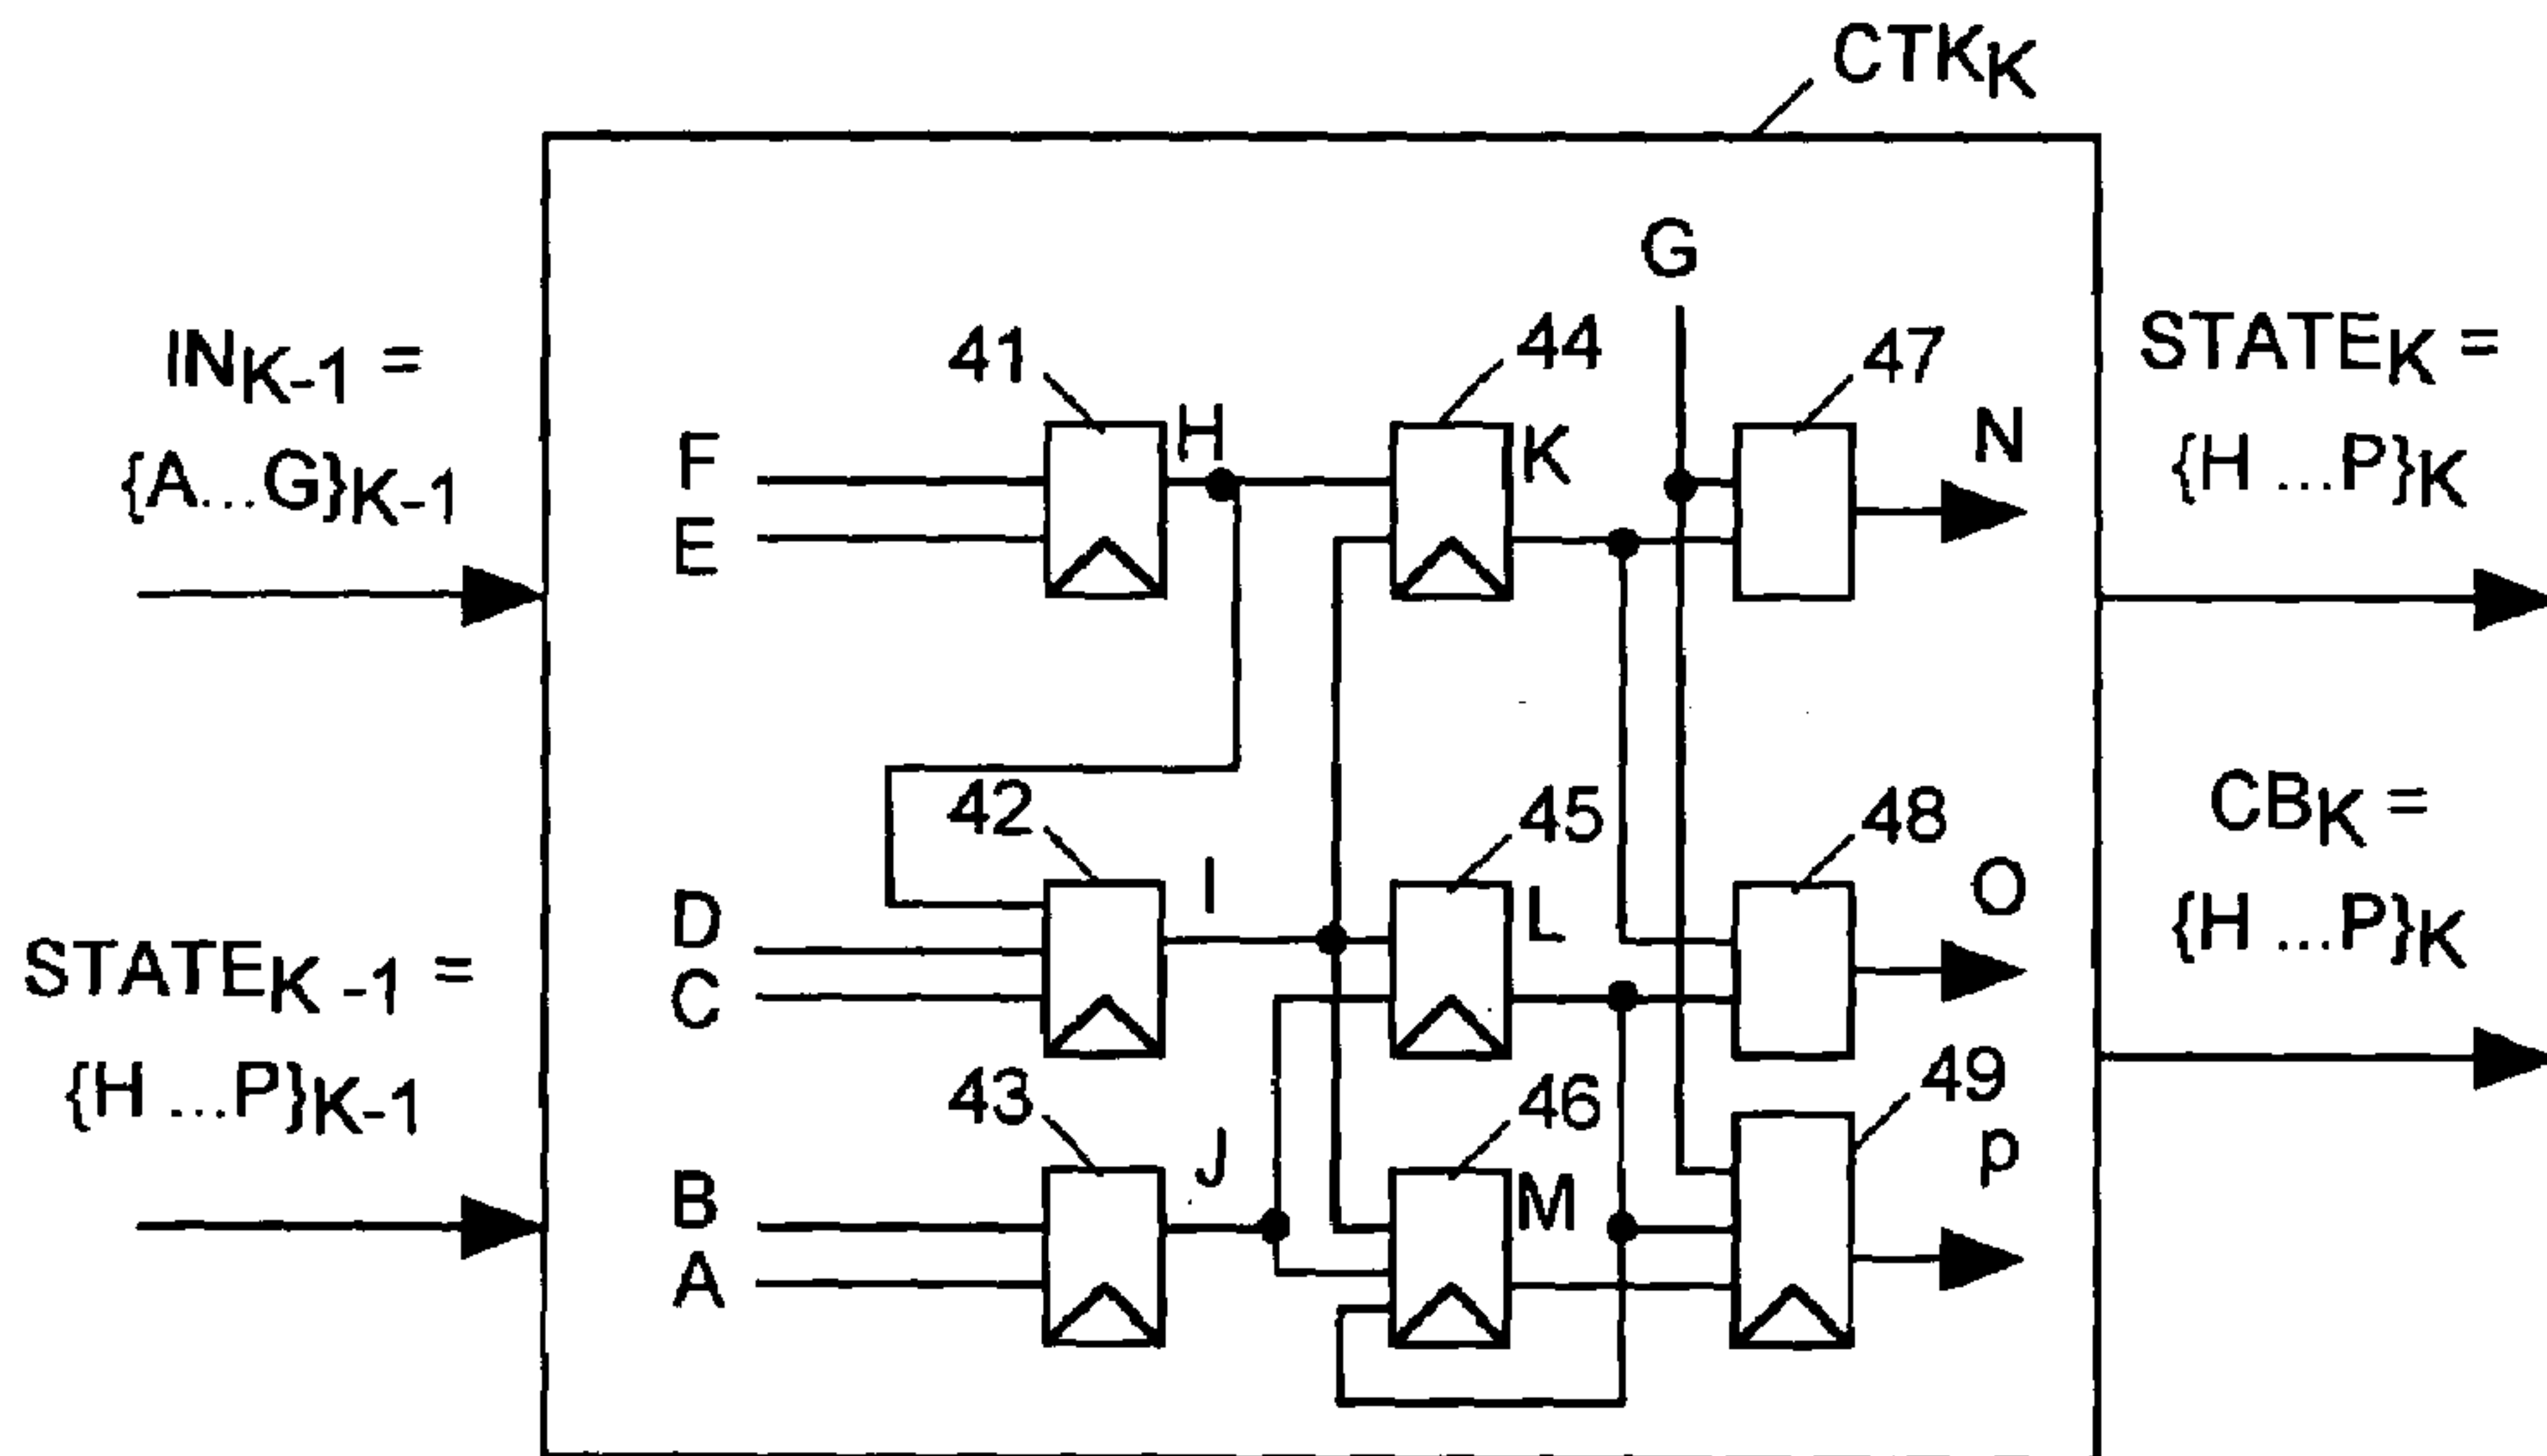 CTKK
G
INK-1 =
{A...G}K-1
41
44
47
STATEK =
{H ...P}K
F
H
K
N
E
42
45
48
CBK =
{H ...P}K
D
I
L
O
C
STATEK -1 =
{H ...P}K-1
43
46
49
B
J
M
p
A